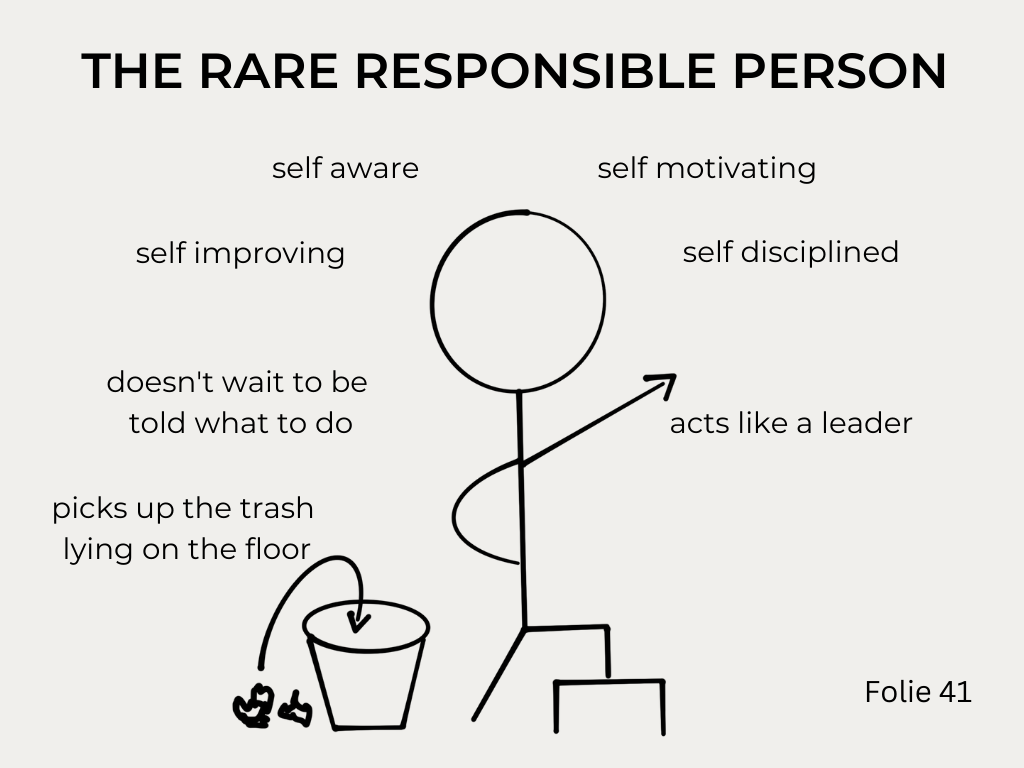 THE RARE RESPONSIBLE PERSON
self aware
self motivating
self improving
self disciplined
doesn't wait to be
told what to do
acts like a leader
picks up the trash
lying on the floor
Folie 41